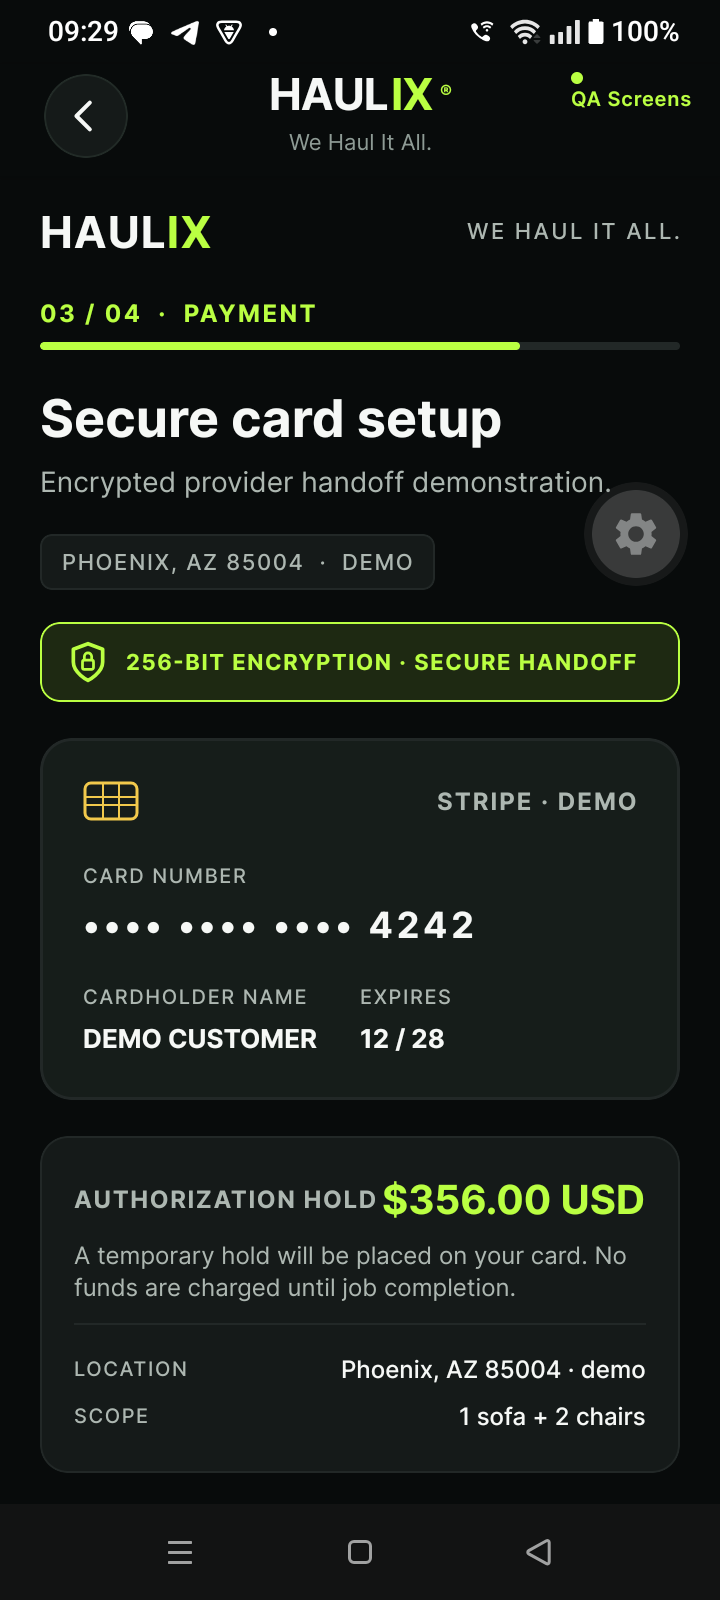 09:29
100%
HAULIX ®
QA Screens
We Haul It All.
HAULIX
WE HAUL IT ALL.
03 / 04 · PAYMENT
Secure card setup
Encrypted provider handoff demonstration.
PHOENIX, AZ 85004 · DEMO
256-BIT ENCRYPTION · SECURE HANDOFF
STRIPE · DEMO
CARD NUMBER
•••• •••• •••• 4242
CARDHOLDER NAME EXPIRES
DEMO CUSTOMER 12 / 28
AUTHORIZATION HOLD $356.00 USD
A temporary hold will be placed on your card. No
funds are charged until job completion.
LOCATION Phoenix, AZ 85004 · demo
SCOPE 1 sofa + 2 chairs